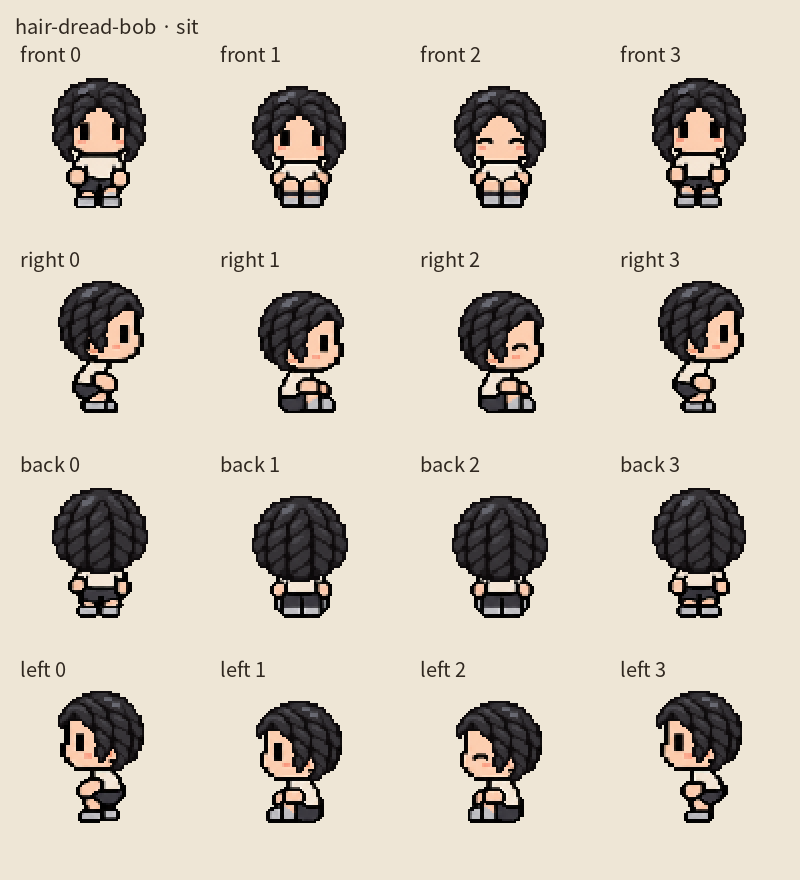 hair-dread-bob · sit
front 0 front 1 front 2 front 3
right 0 right 1 right 2 right 3
back 0 back 1 back 2 back 3
left 0 left 1 left 2 left 3